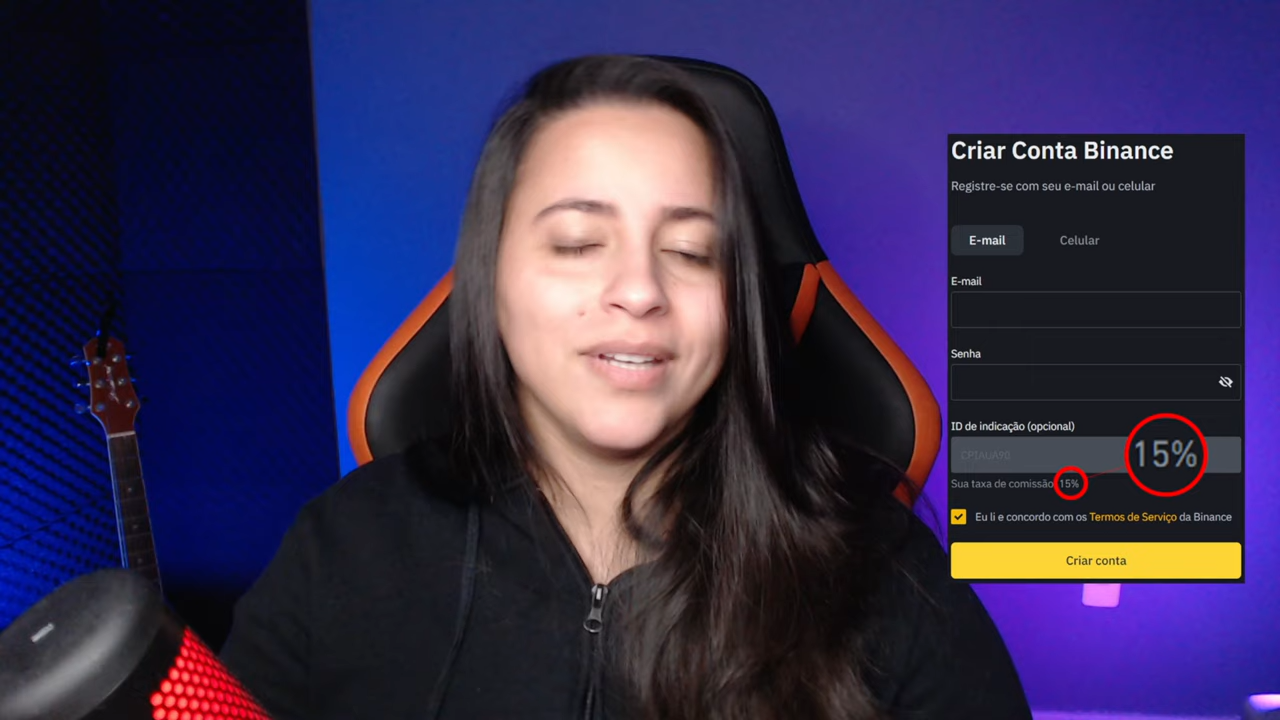 Criar Conta Binance
Registre-se com seu e-mail ou celular
E-mail Celular
E-mail
Senha
ID de indicação (opcional)
CPIAUA90
15%
Sua taxa de comissão 15%
Eu li e concordo com os Termos de Serviço da Binance
Criar conta